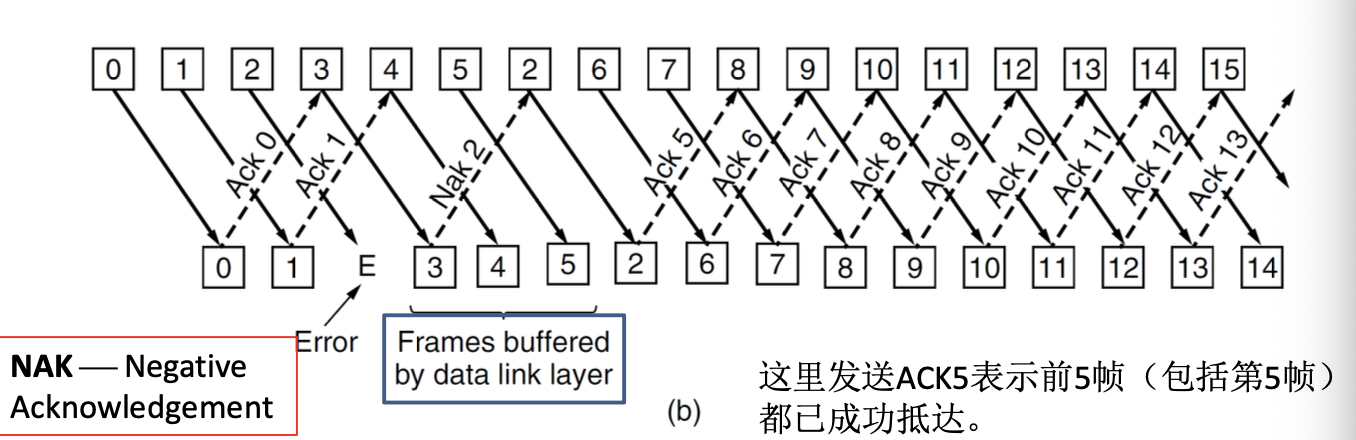 0 1 2 3 4 5 2 6 7 8 9 10 11 12 13 14 15
Ack 0 Ack 1 Nak 2 Ack 5 Ack 6 Ack 7 Ack 8 Ack 9 Ack 10 Ack 11 Ack 12 Ack 13
0 1 E 3 4 5 2 6 7 8 9 10 11 12 13 14
Error
Frames buffered
by data link layer
NAK — Negative
Acknowledgement
(b)
这里发送ACK5表示前5帧（包括第5帧）
都已成功抵达。